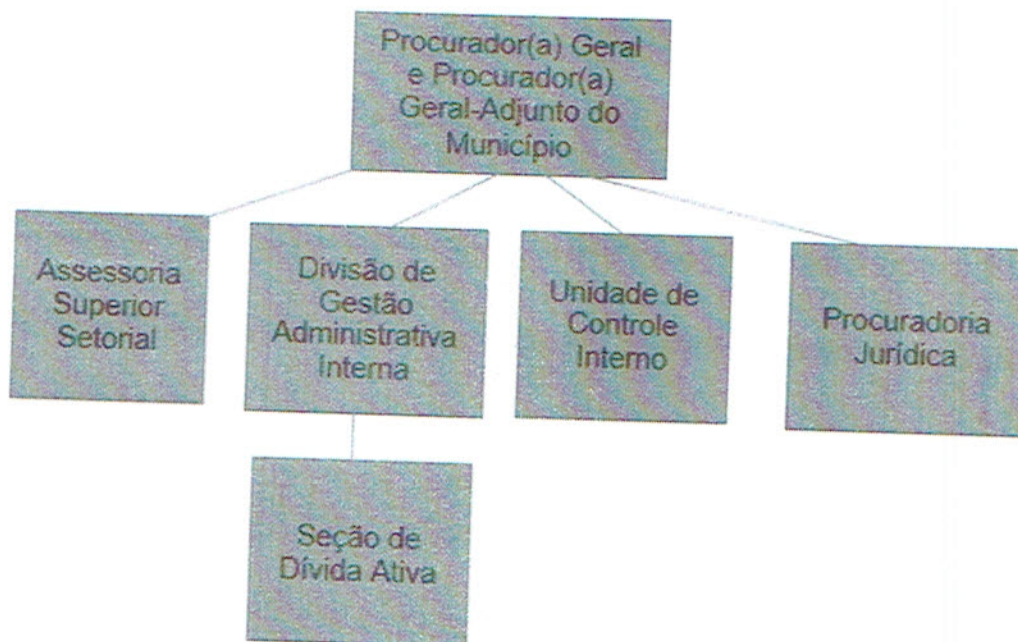 Procurador(a) Geral
e Procurador(a)
Geral-Adjunto do
Município
Assessoria
Superior
Setorial
Divisão de
Gestão
Administrativa
Interna
Unidade de
Controle
Interno
Procuradoria
Jurídica
Seção de
Dívida Ativa